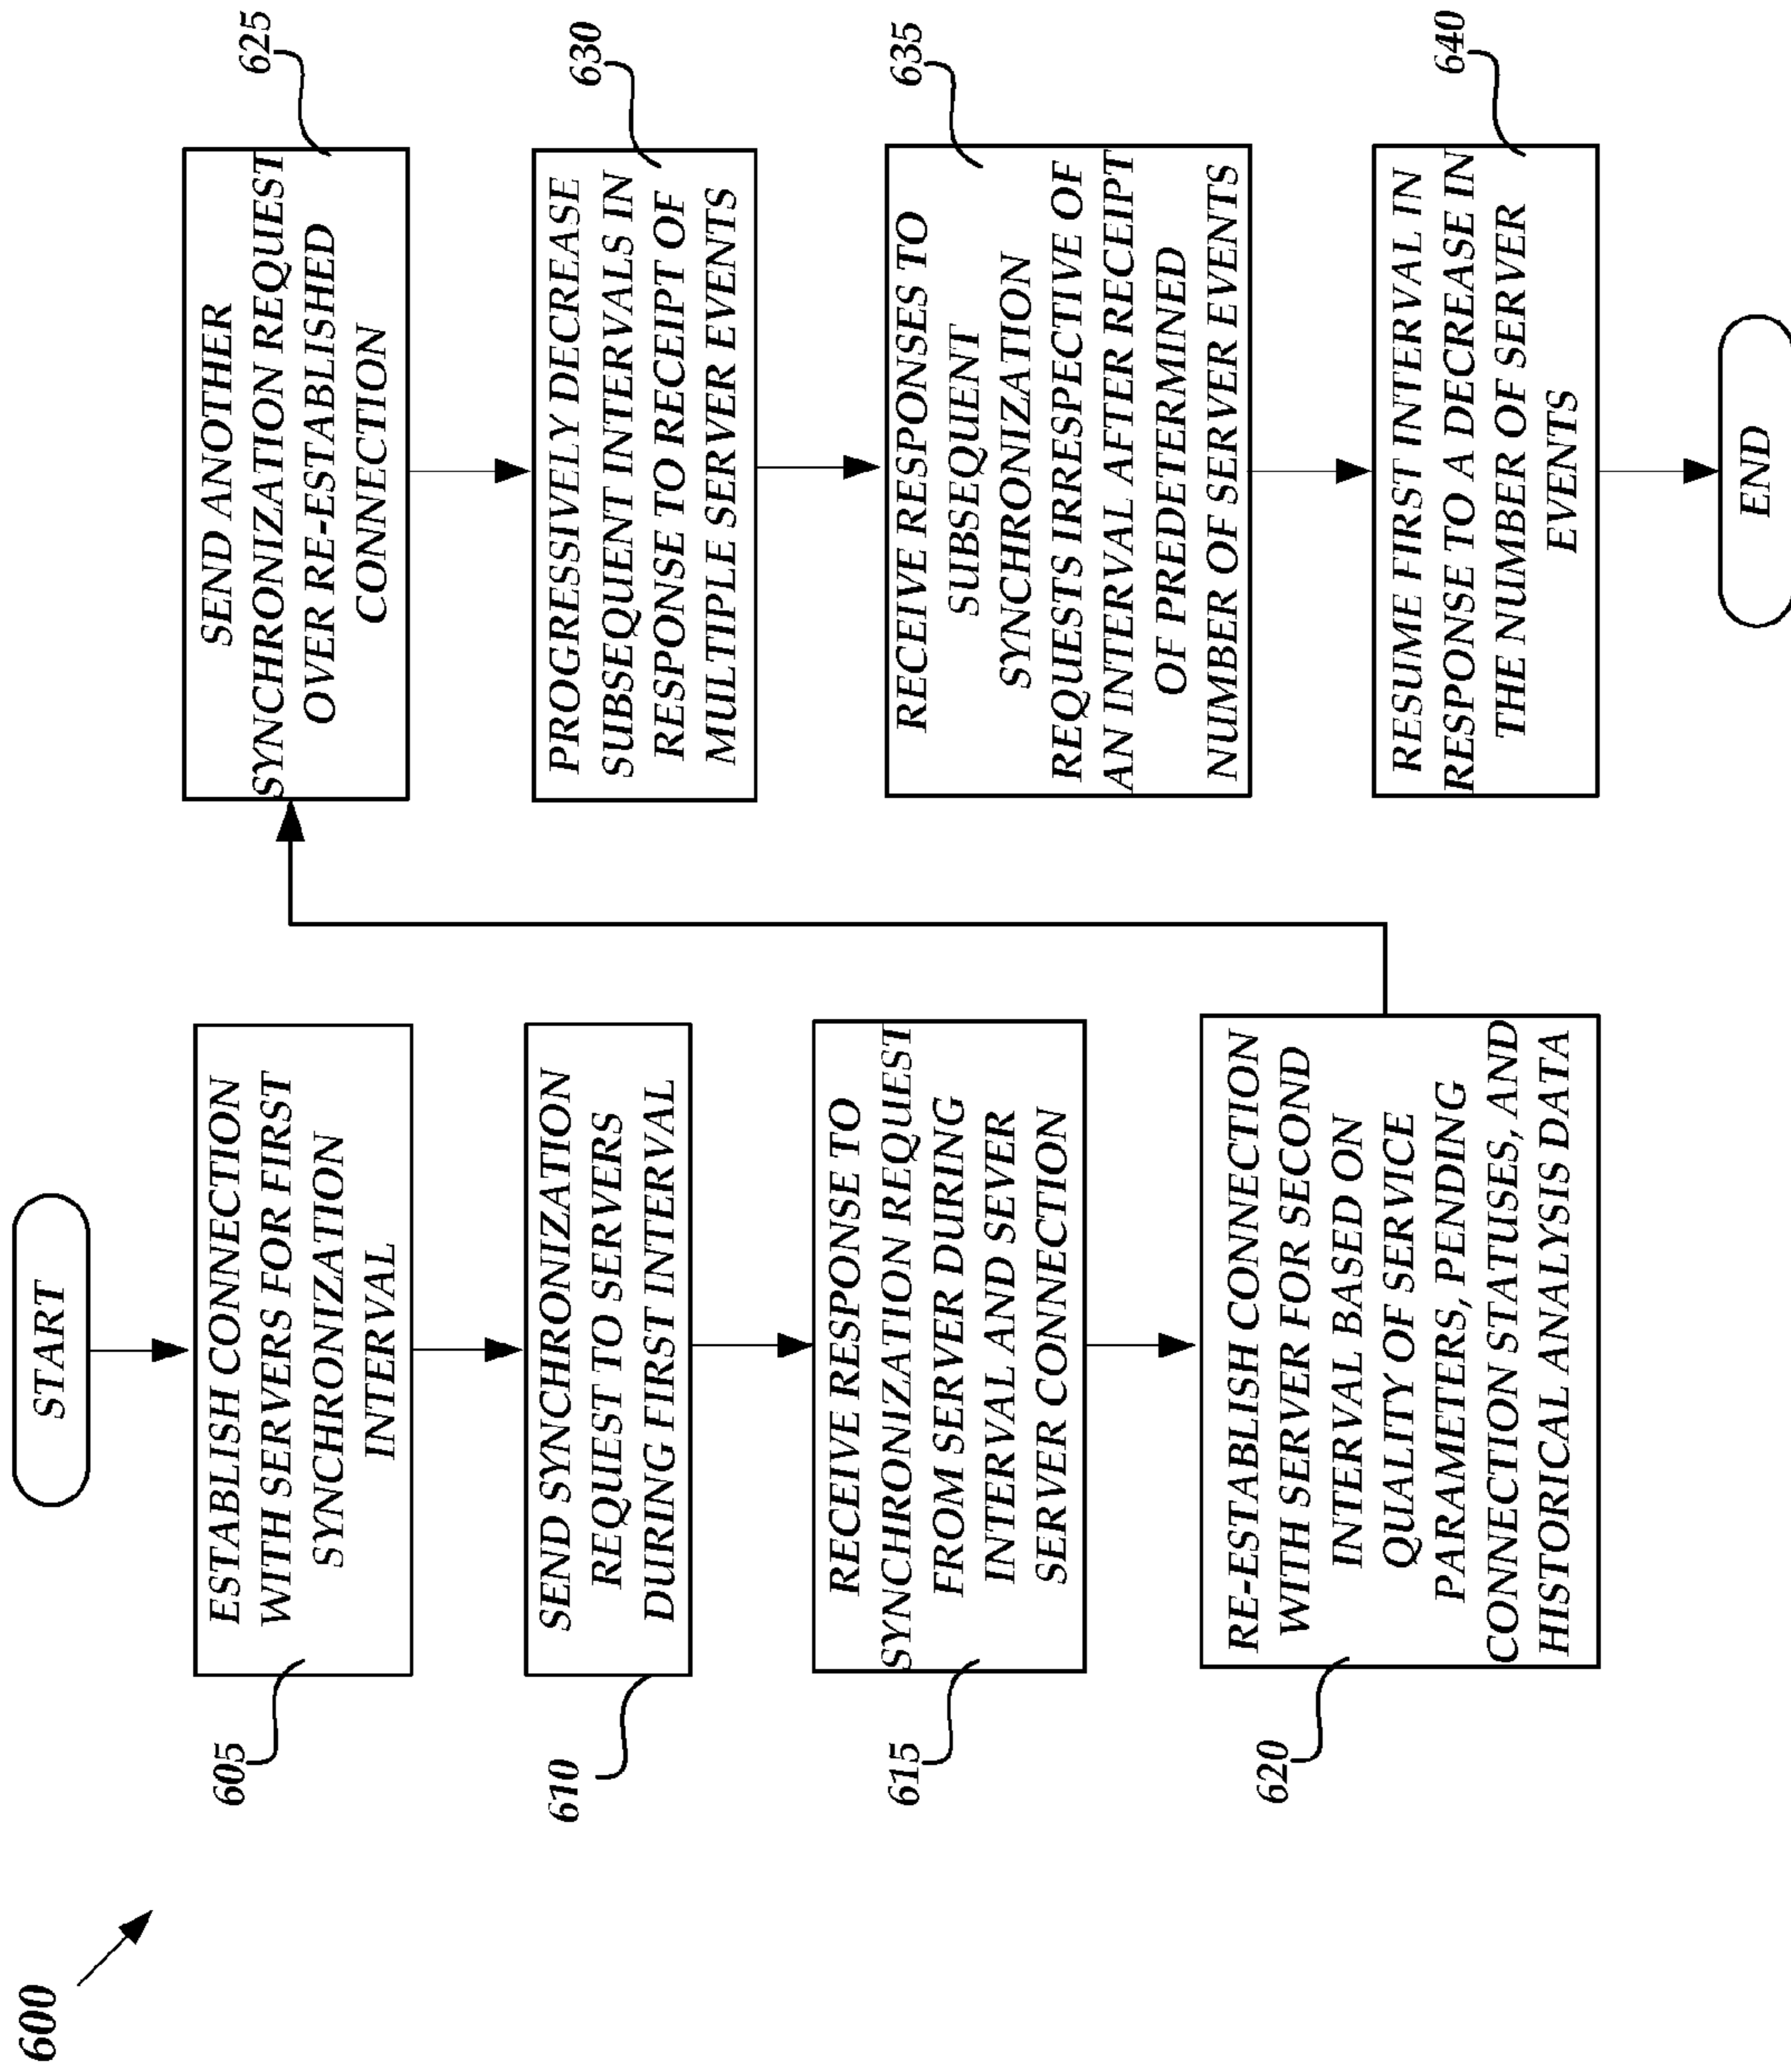 600
START
605
ESTABLISH CONNECTION
WITH SERVERS FOR FIRST
SYNCHRONIZATION
INTERVAL
610
SEND SYNCHRONIZATION
REQUEST TO SERVERS
DURING FIRST INTERVAL
615
RECEIVE RESPONSE TO
SYNCHRONIZATION REQUEST
FROM SERVER DURING
INTERVAL AND SEVER
SERVER CONNECTION
620
RE-ESTABLISH CONNECTION
WITH SERVER FOR SECOND
INTERVAL BASED ON
QUALITY OF SERVICE
PARAMETERS, PENDING
CONNECTION STATUSES, AND
HISTORICAL ANALYSIS DATA
625
SEND ANOTHER
SYNCHRONIZATION REQUEST
OVER RE-ESTABLISHED
CONNECTION
630
PROGRESSIVELY DECREASE
SUBSEQUENT INTERVALS IN
RESPONSE TO RECEIPT OF
MULTIPLE SERVER EVENTS
635
RECEIVE RESPONSES TO
SUBSEQUENT
SYNCHRONIZATION
REQUESTS IRRESPECTIVE OF
AN INTERVAL AFTER RECEIPT
OF PREDETERMINED
NUMBER OF SERVER EVENTS
640
RESUME FIRST INTERVAL IN
RESPONSE TO A DECREASE IN
THE NUMBER OF SERVER
EVENTS
END